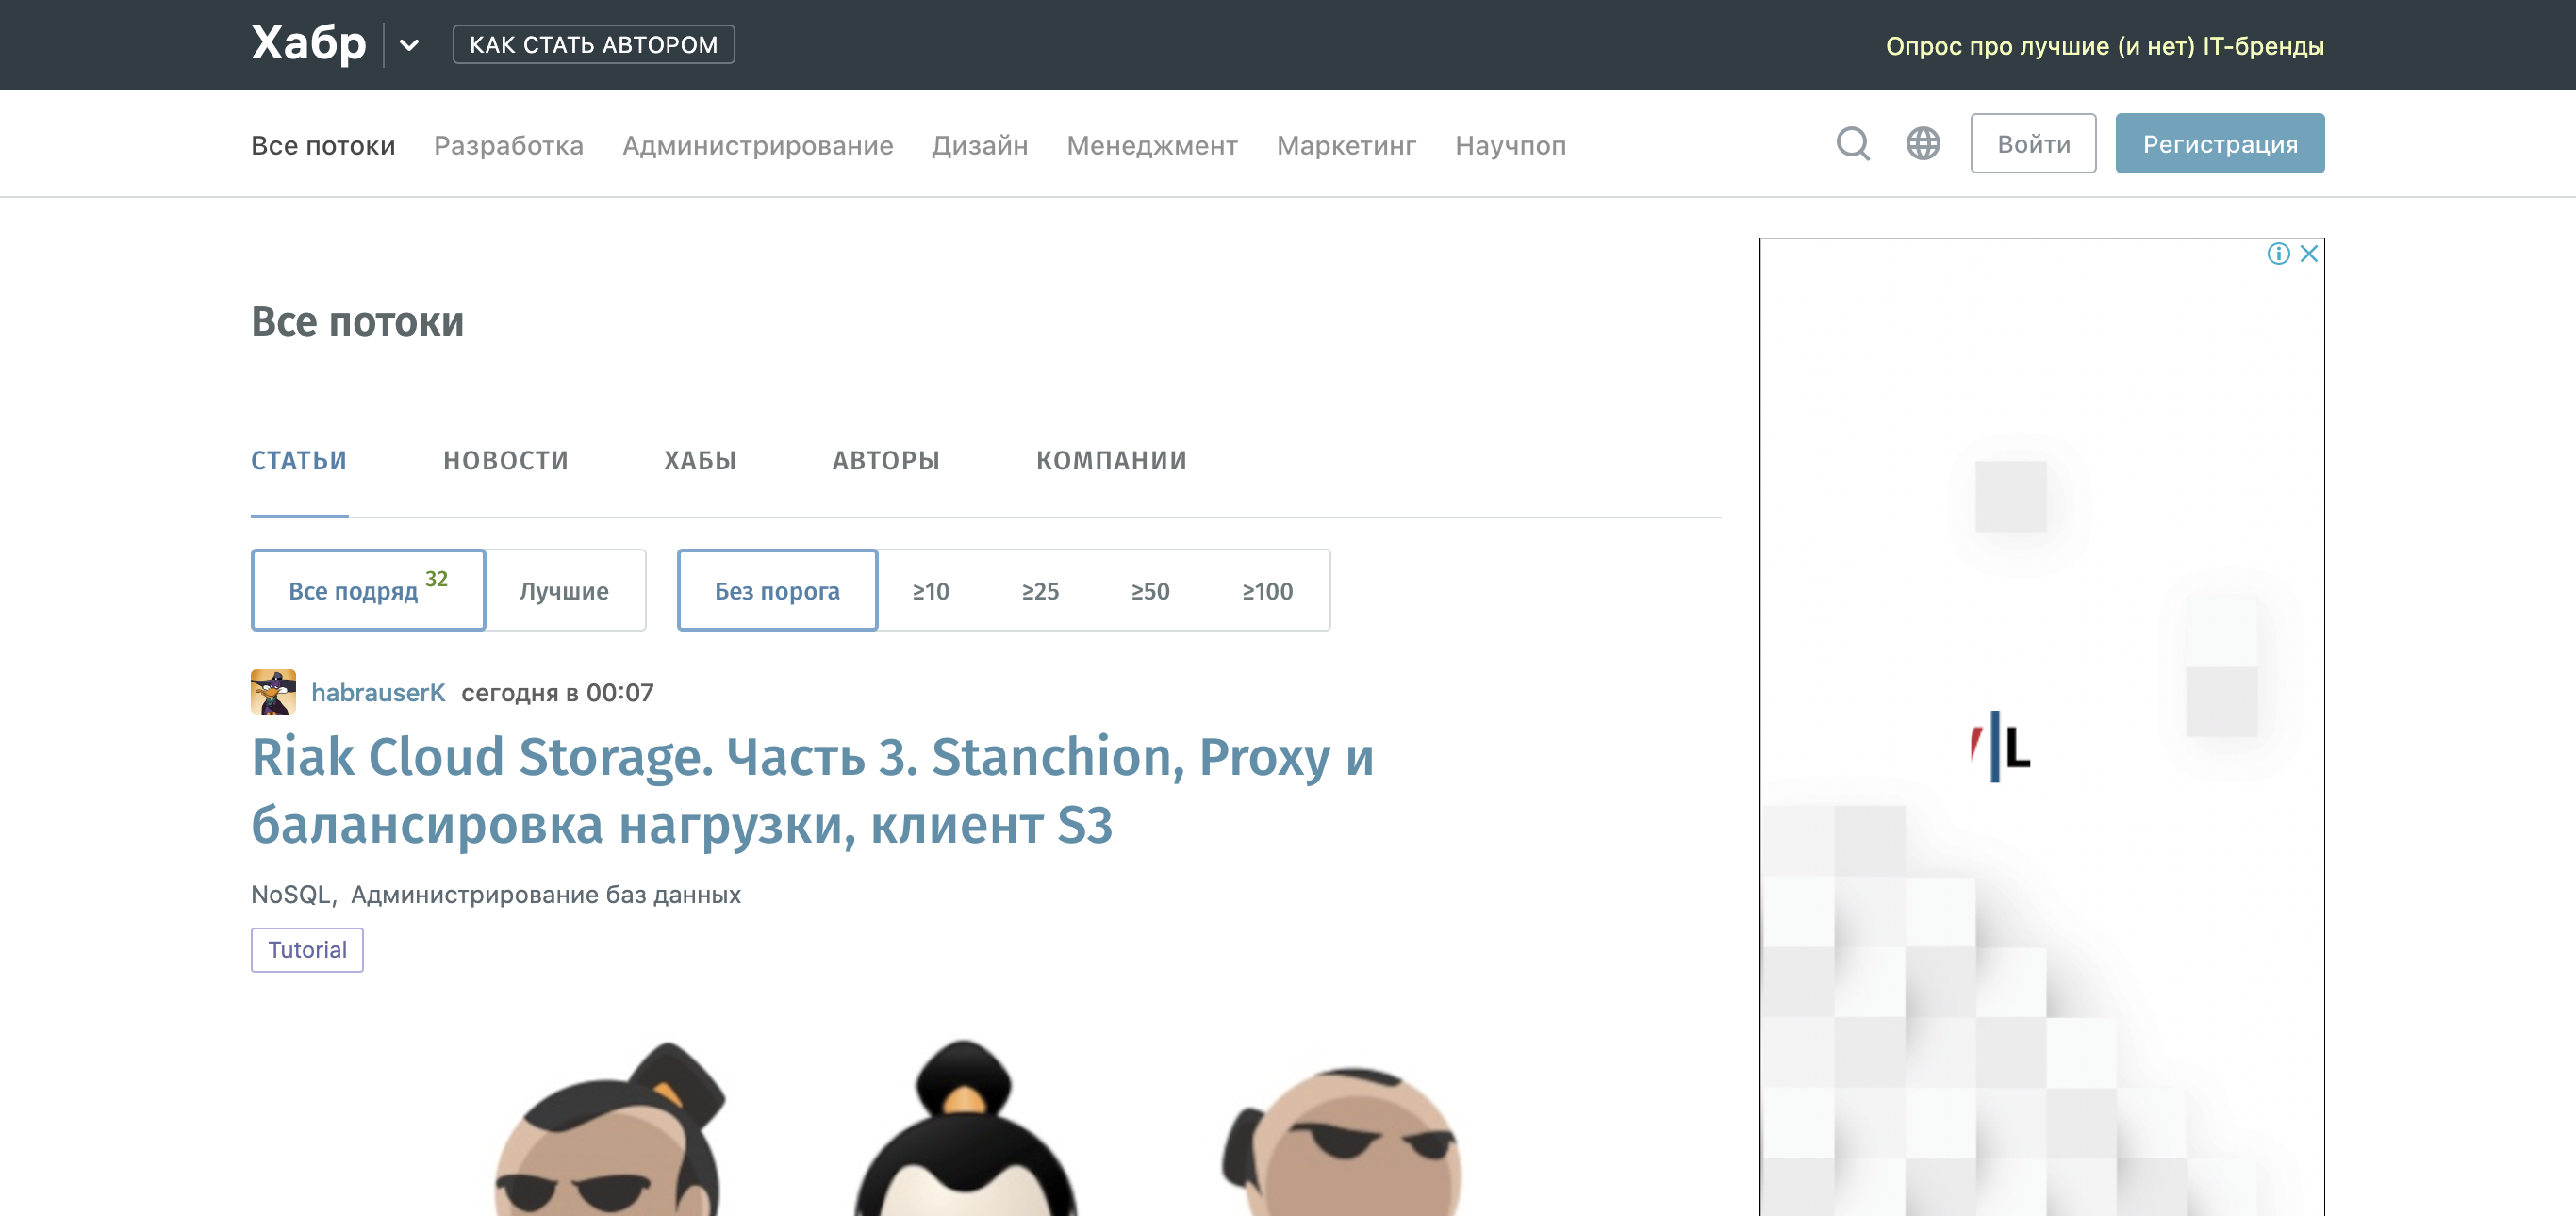 Хабр
КАК СТАТЬ АВТОРОМ
Опрос про лучшие (и нет) IT-бренды
Все потоки Разработка Администрирование Дизайн Менеджмент Маркетинг Научпоп
Войти Регистрация
Все потоки
СТАТЬИ НОВОСТИ ХАБЫ АВТОРЫ КОМПАНИИ
Все подряд 32 Лучшие Без порога ≥10 ≥25 ≥50 ≥100
habrauserK сегодня в 00:07
Riak Cloud Storage. Часть 3. Stanchion, Proxy и
балансировка нагрузки, клиент S3
NoSQL, Администрирование баз данных
Tutorial